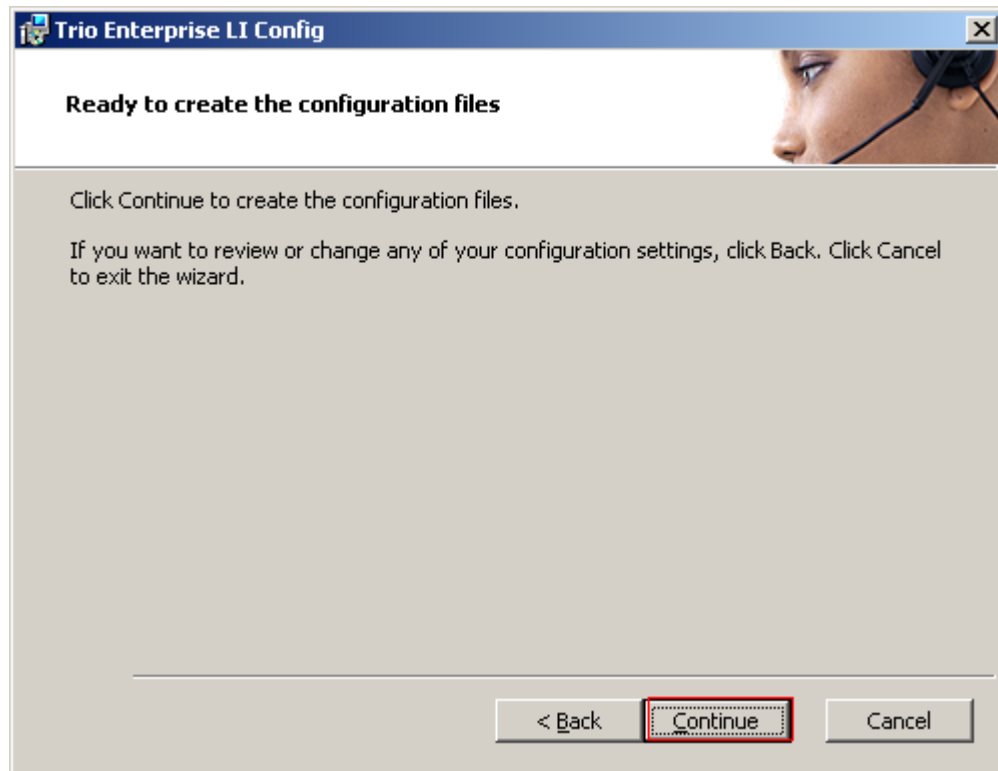 Trio Enterprise LI Config
Ready to create the configuration files
Click Continue to create the configuration files.
If you want to review or change any of your configuration settings, click Back. Click Cancel
to exit the wizard.
< Back Continue Cancel